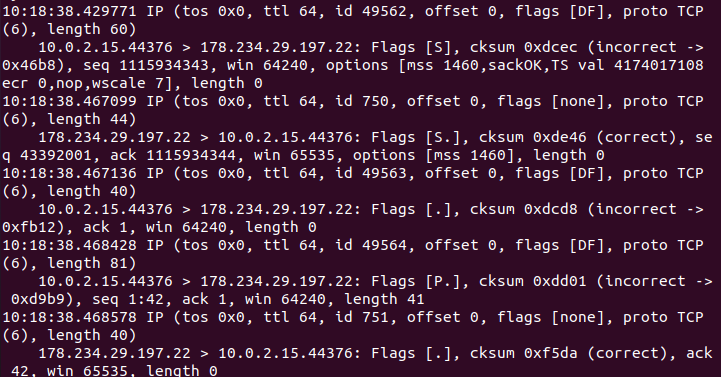 10:18:38.429771 IP (tos 0x0, ttl 64, id 49562, offset 0, flags [DF], proto TCP
(6), length 60)
    10.0.2.15.44376 > 178.234.29.197.22: Flags [S], cksum 0xdcec (incorrect ->
0x46b8), seq 1115934343, win 64240, options [mss 1460,sackOK,TS val 4174017108
ecr 0,nop,wscale 7], length 0
10:18:38.467099 IP (tos 0x0, ttl 64, id 750, offset 0, flags [none], proto TCP
(6), length 44)
    178.234.29.197.22 > 10.0.2.15.44376: Flags [S.], cksum 0xde46 (correct), se
q 43392001, ack 1115934344, win 65535, options [mss 1460], length 0
10:18:38.467136 IP (tos 0x0, ttl 64, id 49563, offset 0, flags [DF], proto TCP
(6), length 40)
    10.0.2.15.44376 > 178.234.29.197.22: Flags [.], cksum 0xdcd8 (incorrect ->
0xfb12), ack 1, win 64240, length 0
10:18:38.468428 IP (tos 0x0, ttl 64, id 49564, offset 0, flags [DF], proto TCP
(6), length 81)
    10.0.2.15.44376 > 178.234.29.197.22: Flags [P.], cksum 0xdd01 (incorrect ->
 0xd9b9), seq 1:42, ack 1, win 64240, length 41
10:18:38.468578 IP (tos 0x0, ttl 64, id 751, offset 0, flags [none], proto TCP
(6), length 40)
    178.234.29.197.22 > 10.0.2.15.44376: Flags [.], cksum 0xf5da (correct), ack
 42, win 65535, length 0